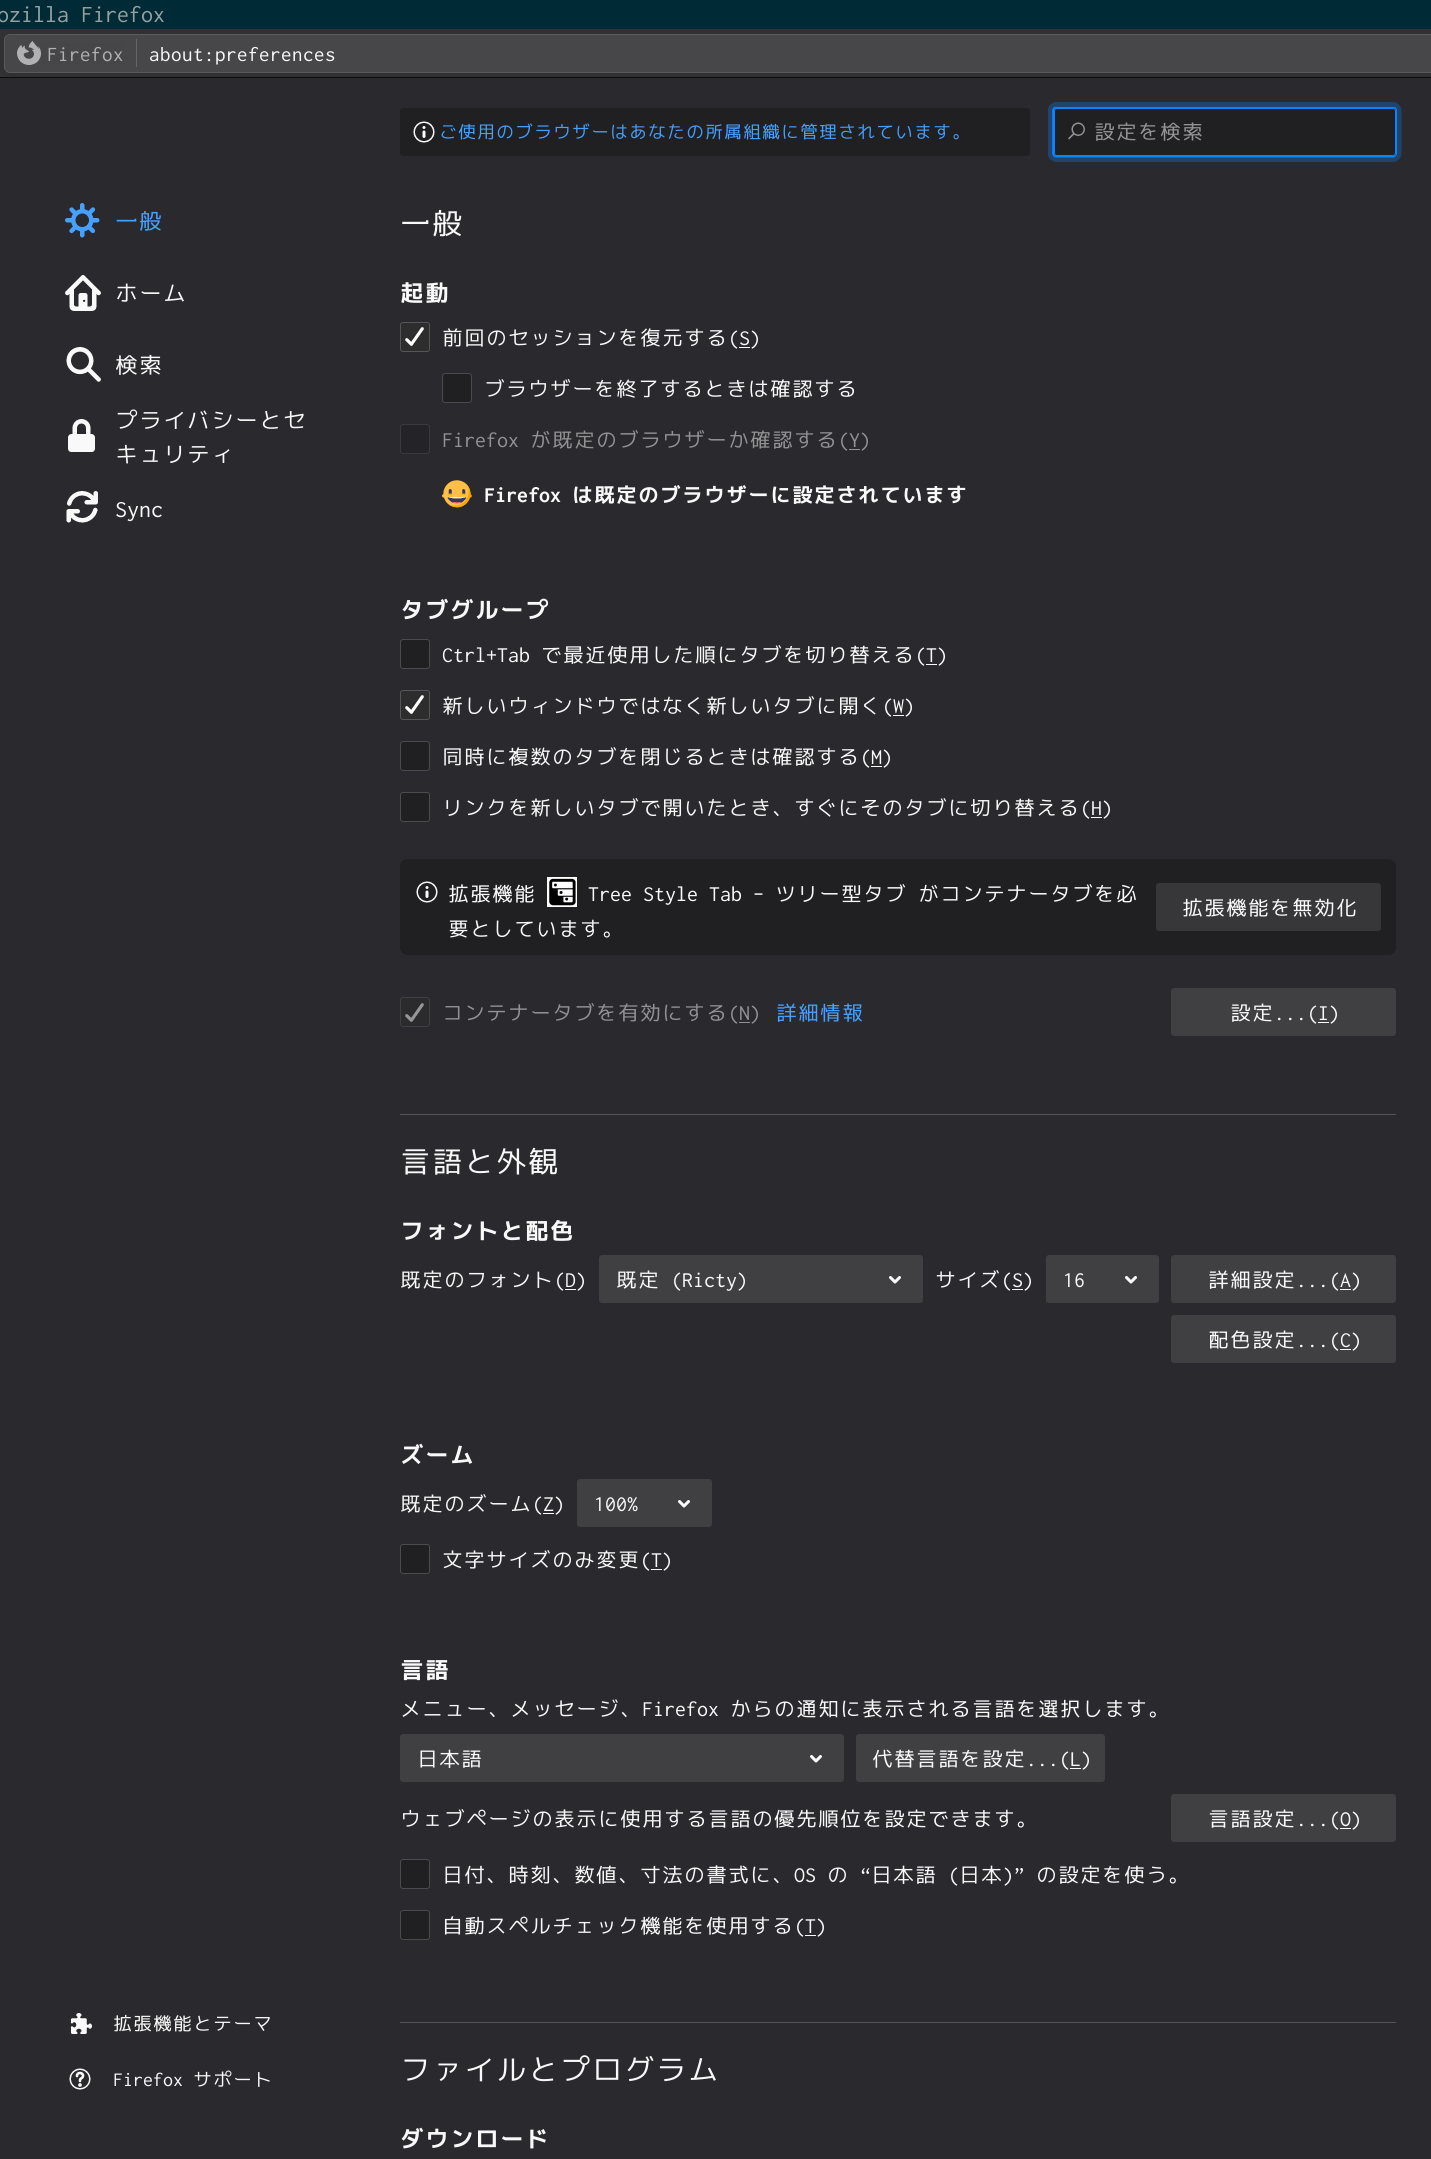 ozilla Firefox
Firefox about:preferences
ご使用のブラウザーはあなたの所属組織に管理されています。
設定を検索
一般
ホーム
検索
プライバシーとセ
キュリティ
Sync
一般
起動
前回のセッションを復元する(S)
ブラウザーを終了するときは確認する
Firefox が既定のブラウザーか確認する(Y)
Firefox は既定のブラウザーに設定されています
タブグループ
Ctrl+Tab で最近使用した順にタブを切り替える(T)
新しいウィンドウではなく新しいタブに開く(W)
同時に複数のタブを閉じるときは確認する(M)
リンクを新しいタブで開いたとき、すぐにそのタブに切り替える(H)
拡張機能 Tree Style Tab - ツリー型タブ がコンテナータブを必
要としています。
拡張機能を無効化
コンテナータブを有効にする(N) 詳細情報
設定...(I)
言語と外観
フォントと配色
既定のフォント(D) 既定 (Ricty) サイズ(S) 16 詳細設定...(A)
配色設定...(C)
ズーム
既定のズーム(Z) 100%
文字サイズのみ変更(T)
言語
メニュー、メッセージ、Firefox からの通知に表示される言語を選択します。
日本語 代替言語を設定...(L)
ウェブページの表示に使用する言語の優先順位を設定できます。 言語設定...(O)
日付、時刻、数値、寸法の書式に、OS の “日本語 (日本)” の設定を使う。
自動スペルチェック機能を使用する(T)
拡張機能とテーマ
Firefox サポート
ファイルとプログラム
ダウンロード